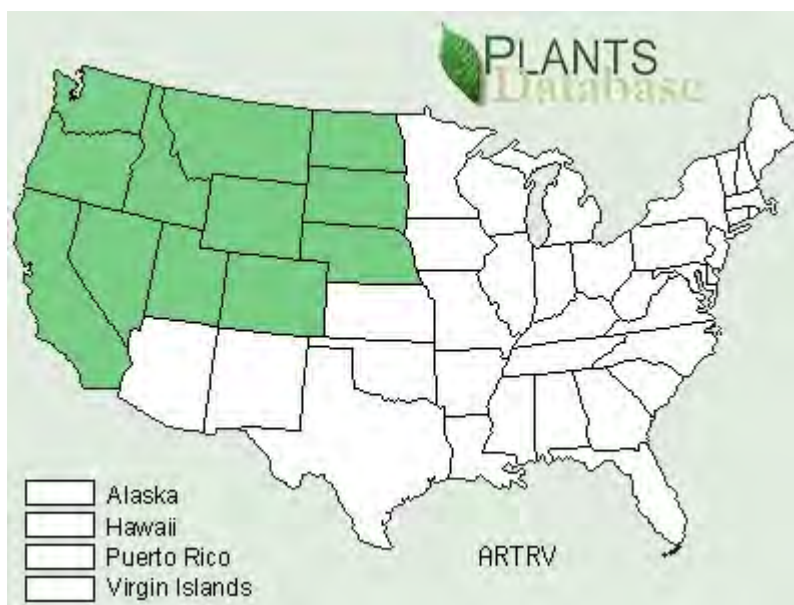 PLANTS
Database
Alaska
Hawaii
Puerto Rico
Virgin Islands
ARTRV